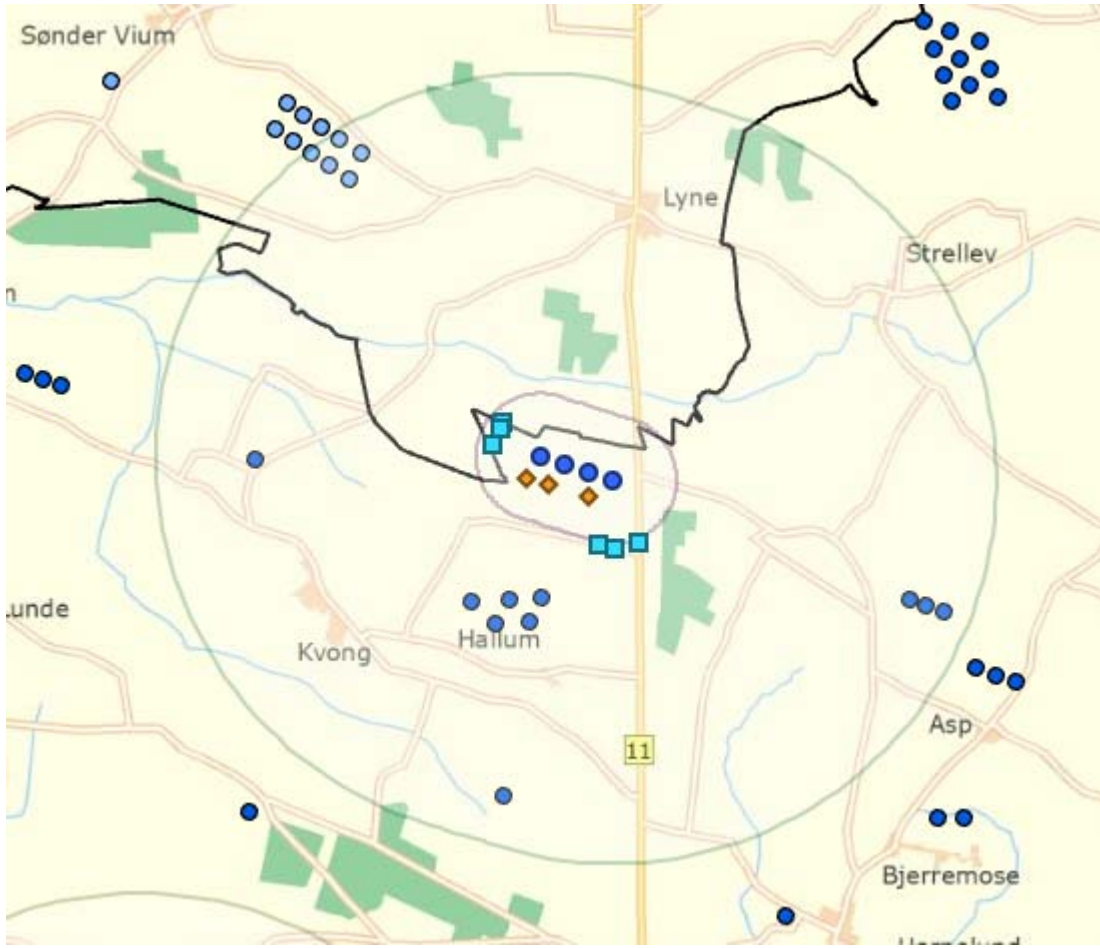 Sønder Vium
Lyne
Strellev
Kvong
Hallum
Asp
11
Bjerremose